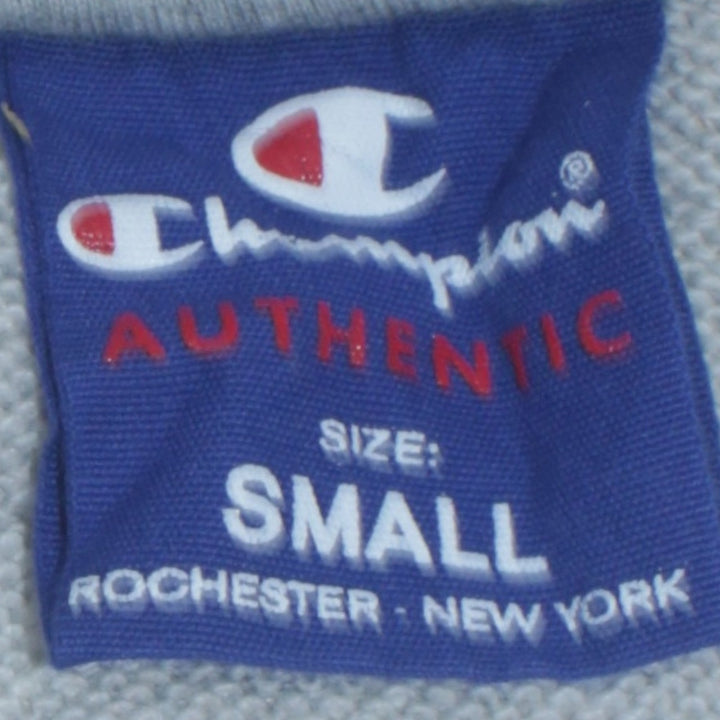 Champion®
AUTHENTIC
SIZE:
SMALL
ROCHESTER - NEW YORK